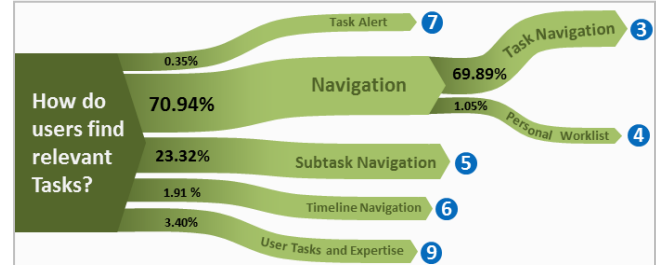 How do
users find
relevant
Tasks?
0.35%
Task Alert
7
70.94%
Navigation
69.89%
Task Navigation
3
1.05%
Personal Worklist
4
23.32%
Subtask Navigation
5
1.91 %
Timeline Navigation
6
3.40%
User Tasks and Expertise
9